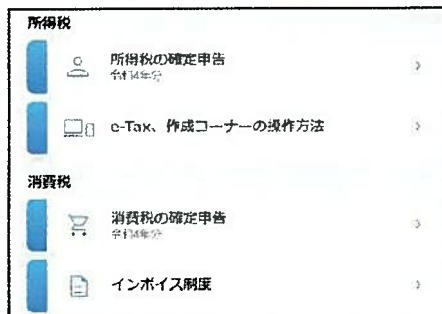 所得税
所得税の確定申告
令和4年分
e-Tax、作成コーナーの操作方法
消費税
消費税の確定申告
令和4年分
インボイス制度